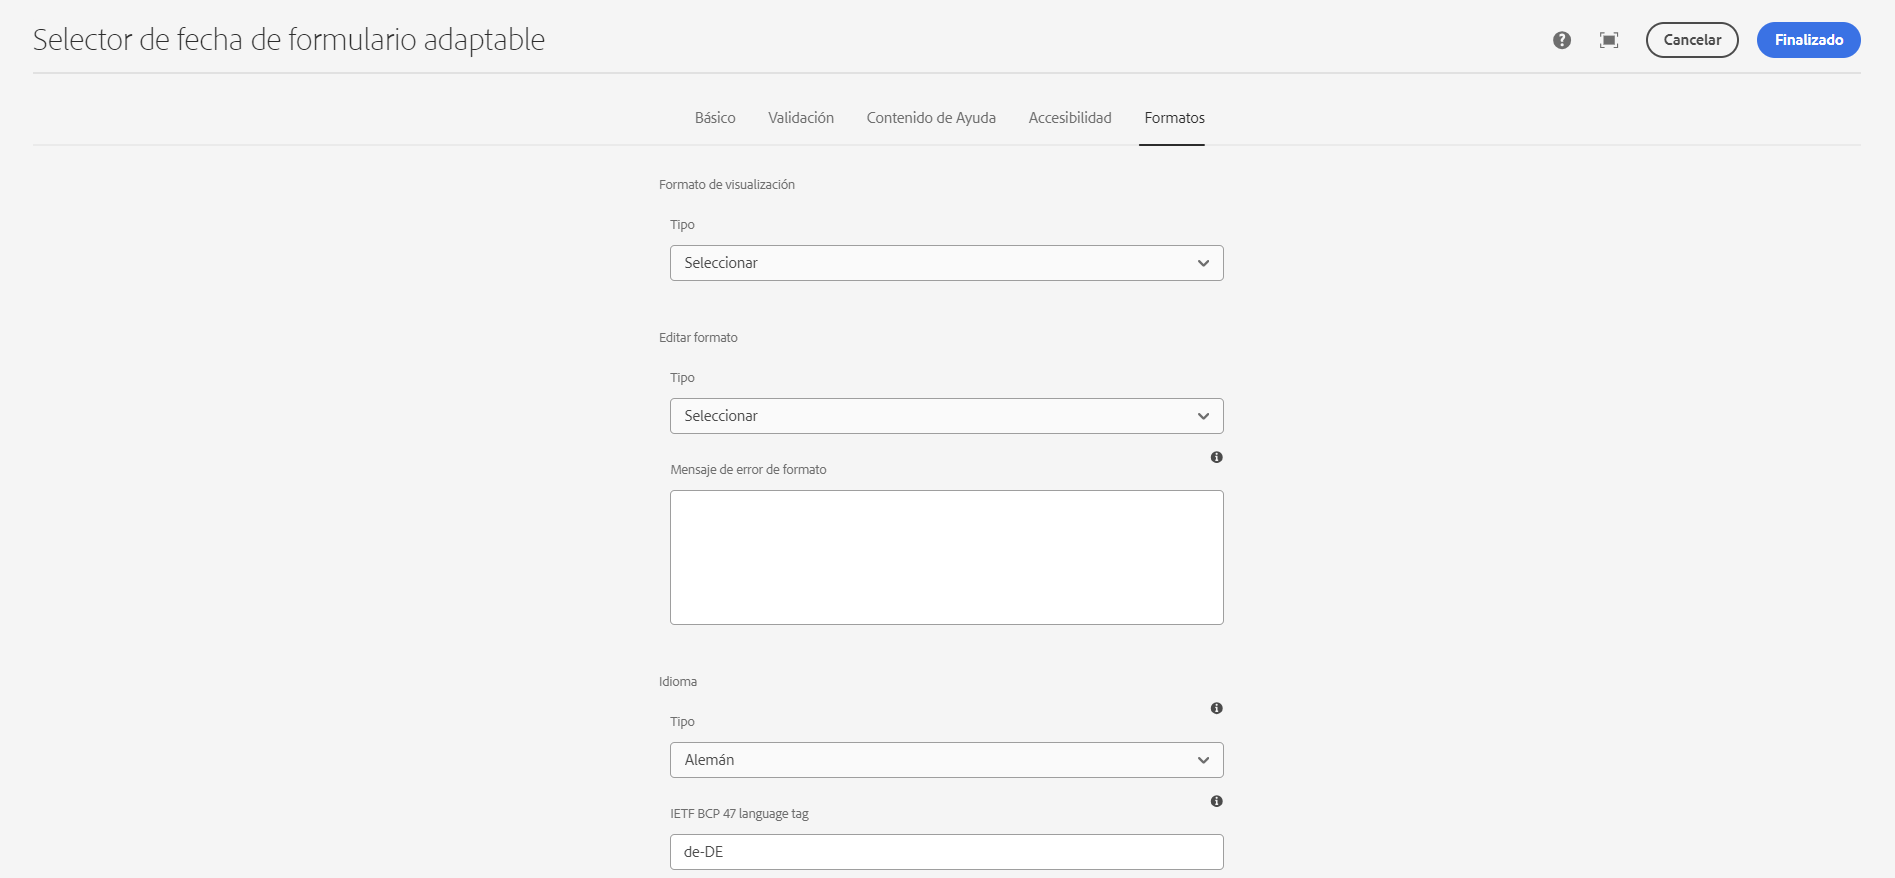 Selector de fecha de formulario adaptable
Cancelar
Finalizado
Básico
Validación
Contenido de Ayuda
Accesibilidad
Formatos
Formato de visualización
Tipo
Seleccionar
Editar formato
Tipo
Seleccionar
Mensaje de error de formato
Idioma
Tipo
Alemán
IETF BCP 47 language tag
de-DE